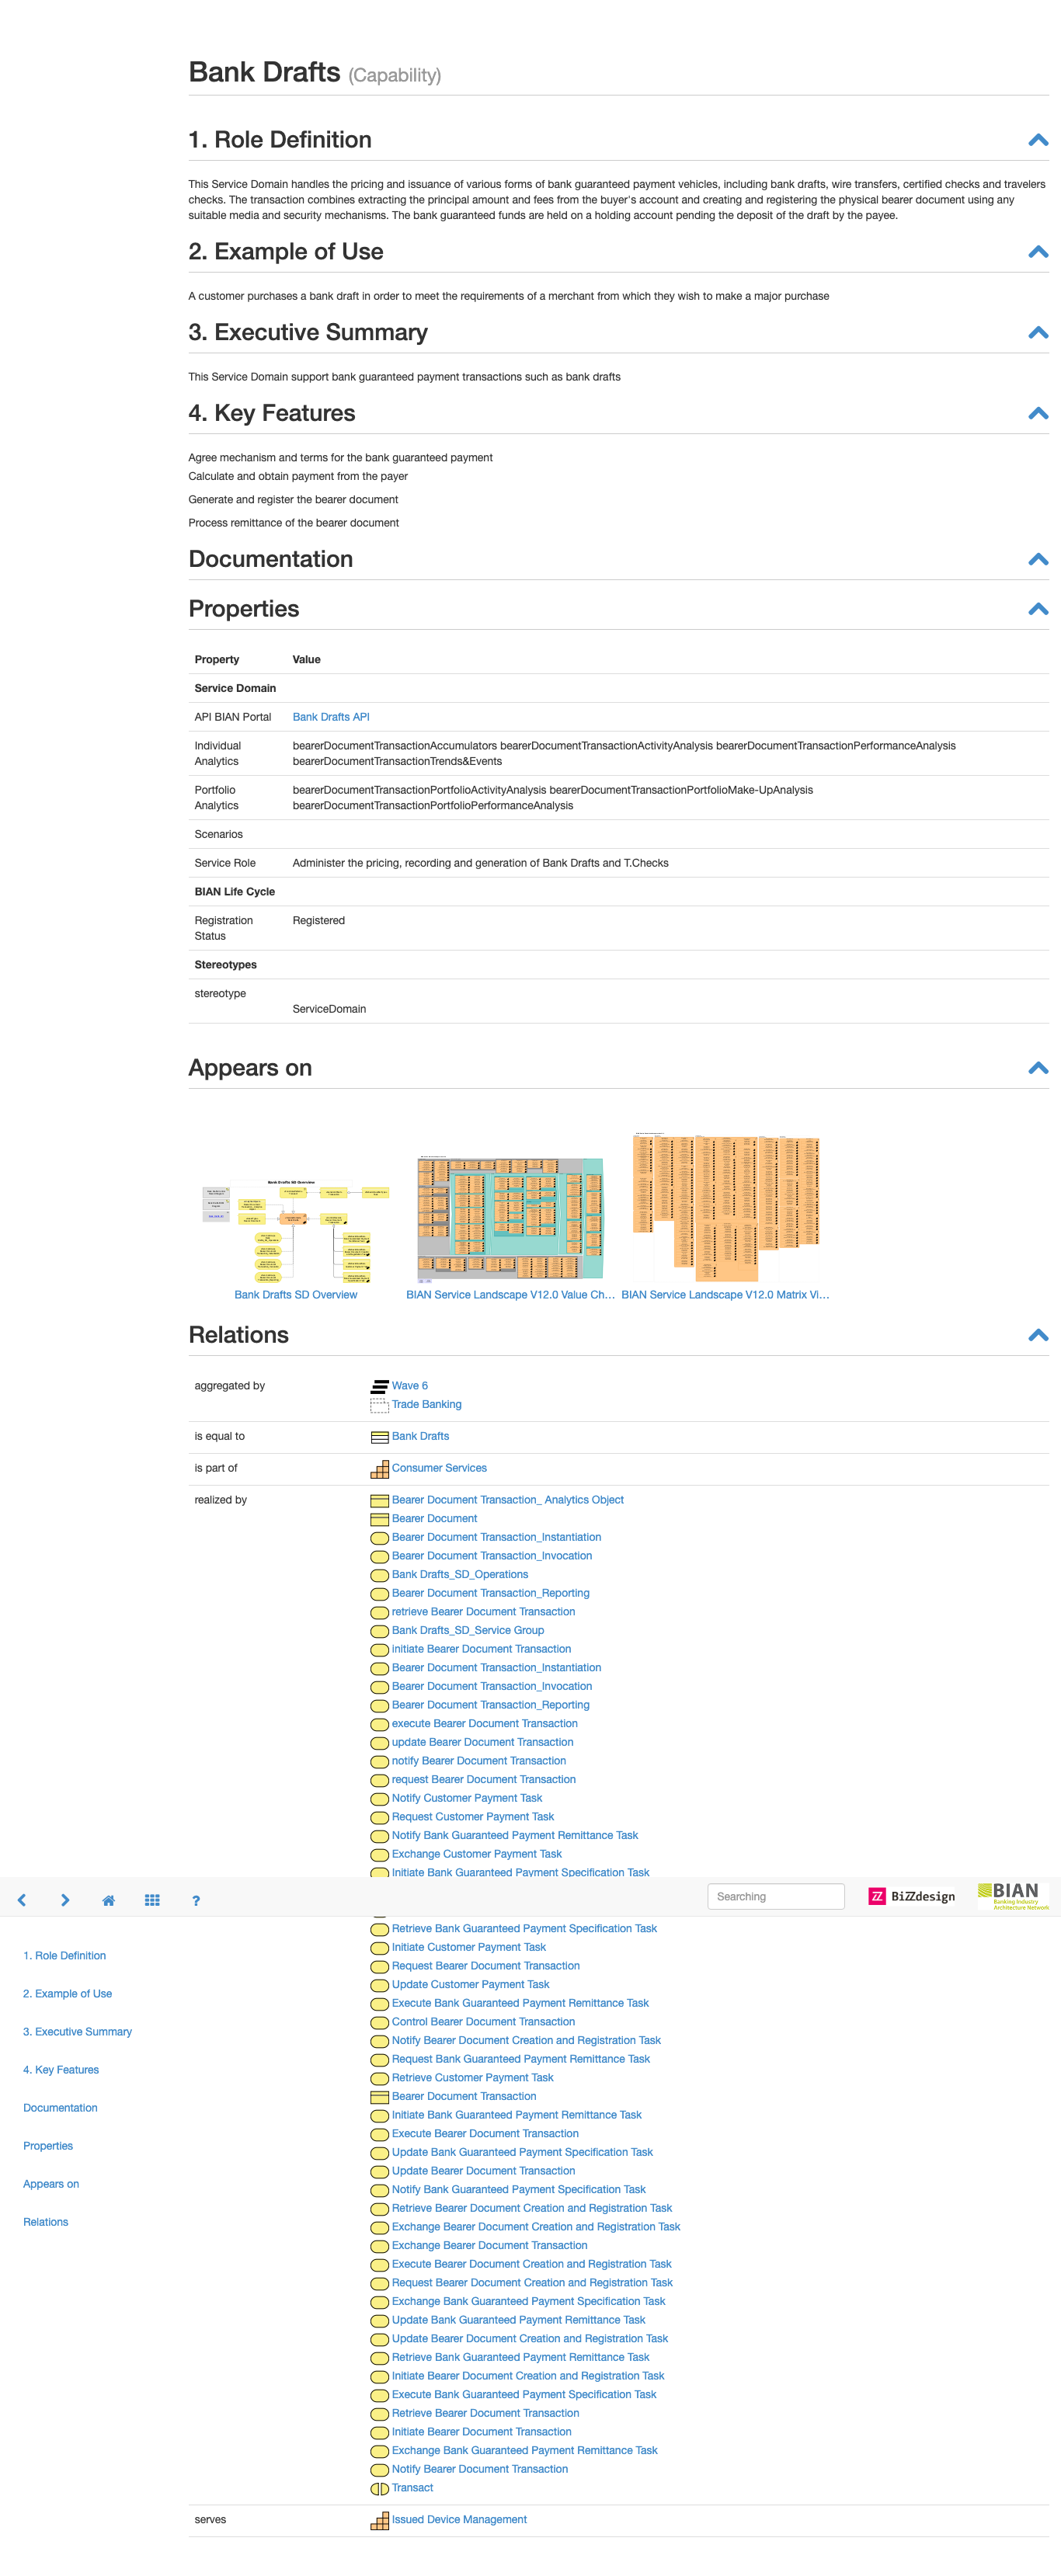 Bank Drafts (Capability)
1. Role Definition
This Service Domain handles the pricing and issuance of various forms of bank guaranteed payment vehicles, including bank drafts, wire transfers, certified checks and travelers
checks. The transaction combines extracting the principal amount and fees from the buyer's account and creating and registering the physical bearer document using any
suitable media and security mechanisms. The bank guaranteed funds are held on a holding account pending the deposit of the draft by the payee.
2. Example of Use
A customer purchases a bank draft in order to meet the requirements of a merchant from which they wish to make a major purchase
3. Executive Summary
This Service Domain support bank guaranteed payment transactions such as bank drafts
4. Key Features
Agree mechanism and terms for the bank guaranteed payment
Calculate and obtain payment from the payer
Generate and register the bearer document
Process remittance of the bearer document
Documentation
Properties
Property Value
Service Domain
API BIAN Portal Bank Drafts API
Individual Analytics bearerDocumentTransactionAccumulators bearerDocumentTransactionActivityAnalysis bearerDocumentTransactionPerformanceAnalysis
bearerDocumentTransactionTrends&Events
Portfolio Analytics bearerDocumentTransactionPortfolioActivityAnalysis bearerDocumentTransactionPortfolioMake-UpAnalysis
bearerDocumentTransactionPortfolioPerformanceAnalysis
Scenarios
Service Role Administer the pricing, recording and generation of Bank Drafts and T.Checks
BIAN Life Cycle
Registration Status Registered
Stereotypes
stereotype
ServiceDomain
Appears on
Bank Drafts SD Overview
Bank Drafts SD Overview
BIAN Service Landscape V12.0 Value Ch...
BIAN Service Landscape V12.0 Matrix Vi...
Relations
aggregated by Wave 6
Trade Banking
is equal to Bank Drafts
is part of Consumer Services
realized by Bearer Document Transaction_ Analytics Object
Bearer Document
Bearer Document Transaction_Instantiation
Bearer Document Transaction_Invocation
Bank Drafts_SD_Operations
Bearer Document Transaction_Reporting
retrieve Bearer Document Transaction
Bank Drafts_SD_Service Group
initiate Bearer Document Transaction
Bearer Document Transaction_Instantiation
Bearer Document Transaction_Invocation
Bearer Document Transaction_Reporting
execute Bearer Document Transaction
update Bearer Document Transaction
notify Bearer Document Transaction
request Bearer Document Transaction
Notify Customer Payment Task
Request Customer Payment Task
Notify Bank Guaranteed Payment Remittance Task
Exchange Customer Payment Task
Initiate Bank Guaranteed Payment Specification Task
? Searching BiZZdesign BIAN
Banking Industry
Architecture Network
Retrieve Bank Guaranteed Payment Specification Task
Initiate Customer Payment Task
Request Bearer Document Transaction
Update Customer Payment Task
Execute Bank Guaranteed Payment Remittance Task
Control Bearer Document Transaction
Notify Bearer Document Creation and Registration Task
Request Bank Guaranteed Payment Remittance Task
Retrieve Customer Payment Task
Bearer Document Transaction
Initiate Bank Guaranteed Payment Remittance Task
Execute Bearer Document Transaction
Update Bank Guaranteed Payment Specification Task
Update Bearer Document Transaction
Notify Bank Guaranteed Payment Specification Task
Retrieve Bearer Document Creation and Registration Task
Exchange Bearer Document Creation and Registration Task
Exchange Bearer Document Transaction
Execute Bearer Document Creation and Registration Task
Request Bearer Document Creation and Registration Task
Exchange Bank Guaranteed Payment Specification Task
Update Bank Guaranteed Payment Remittance Task
Update Bearer Document Creation and Registration Task
Retrieve Bank Guaranteed Payment Remittance Task
Initiate Bearer Document Creation and Registration Task
Execute Bank Guaranteed Payment Specification Task
Retrieve Bearer Document Transaction
Initiate Bearer Document Transaction
Exchange Bank Guaranteed Payment Remittance Task
Notify Bearer Document Transaction
Transact
serves Issued Device Management
1. Role Definition
2. Example of Use
3. Executive Summary
4. Key Features
Documentation
Properties
Appears on
Relations